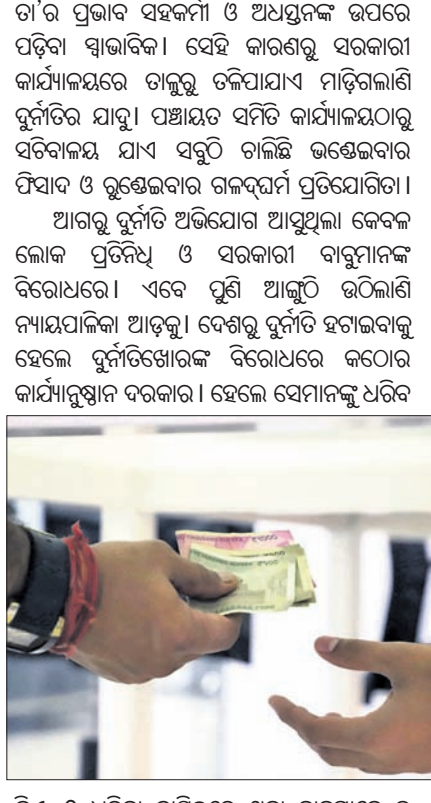 ତା'ର ପ୍ରଭାବ ସହକର୍ମୀ ଓ ଅଧସ୍ତନଙ୍କ ଉପରେ
ପଡ଼ିବା ସ୍ୱାଭାବିକ। ସେହି କାରଣରୁ ସରକାରୀ
କାର୍ଯ୍ୟାଳୟରେ ତାଳୁରୁ ତଳିପାଯାଏ ମାଡ଼ିଗଲାଣି
ଦୁର୍ନୀତିର ଯାଦୁ। ପଞ୍ଚାୟତ ସମିତି କାର୍ଯ୍ୟାଳୟଠାରୁ
ସଚିବାଳୟ ଯାଏ ସବୁଠି ଚାଲିଛି ଭଣ୍ଡେଇବାର
ଫିସାଦ ଓ ରୁଣ୍ଡେଇବାର ଗଳଦ୍‌ଘର୍ମ ପ୍ରତିଯୋଗିତା।
ଆଗରୁ ଦୁର୍ନୀତି ଅଭିଯୋଗ ଆସୁଥିଲା କେବଳ
ଲୋକ ପ୍ରତିନିଧି ଓ ସରକାରୀ ବାବୁମାନଙ୍କ
ବିରୋଧରେ। ଏବେ ପୁଣି ଆଙ୍ଗୁଠି ଉଠିଲାଣି
ନ୍ୟାୟପାଳିକା ଆଡ଼କୁ। ଦେଶରୁ ଦୁର୍ନୀତି ହଟାଇବାକୁ
ହେଲେ ଦୁର୍ନୀତିଖୋରଙ୍କ ବିରୋଧରେ କଠୋର
କାର୍ଯ୍ୟାନୁଷ୍ଠାନ ଦରକାର। ହେଲେ ସେମାନଙ୍କୁ ଧରିବ